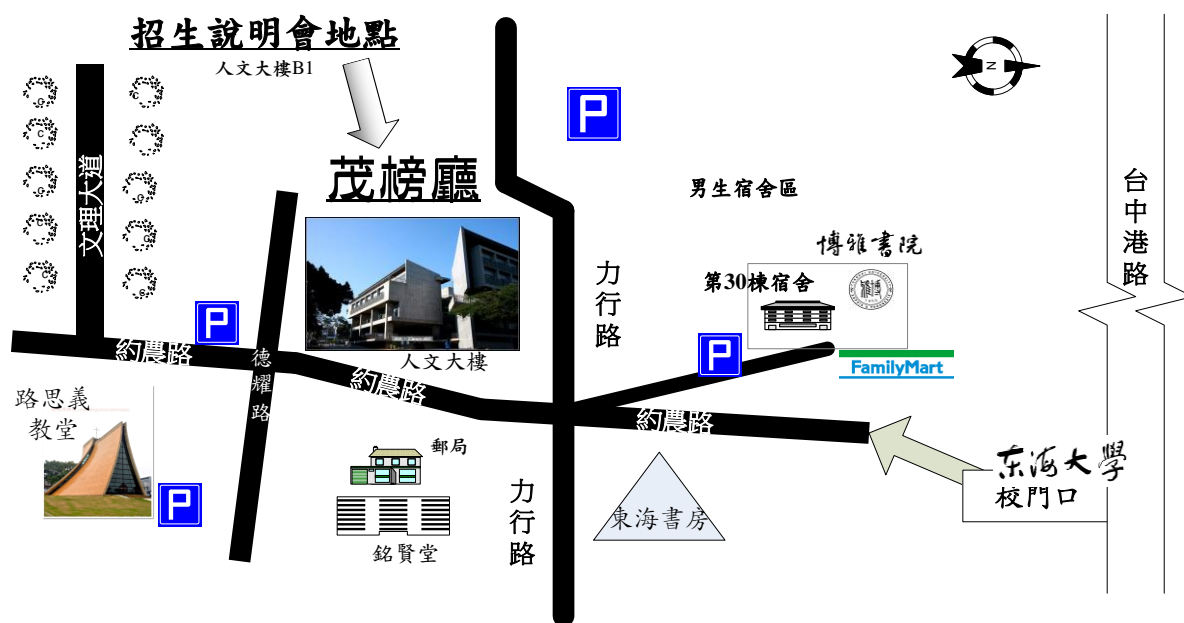 招生說明會地點
人文大樓B1
茂榜廳
文理大道
P
男生宿舍區
博雅書院
第30棟宿舍
力行路
台中港路
N
P
P
FamilyMart
人文大樓
約農路
德耀路
約農路
約農路
路思義
教堂
郵局
力行路
东海大學
校門口
P
東海書房
銘賢堂